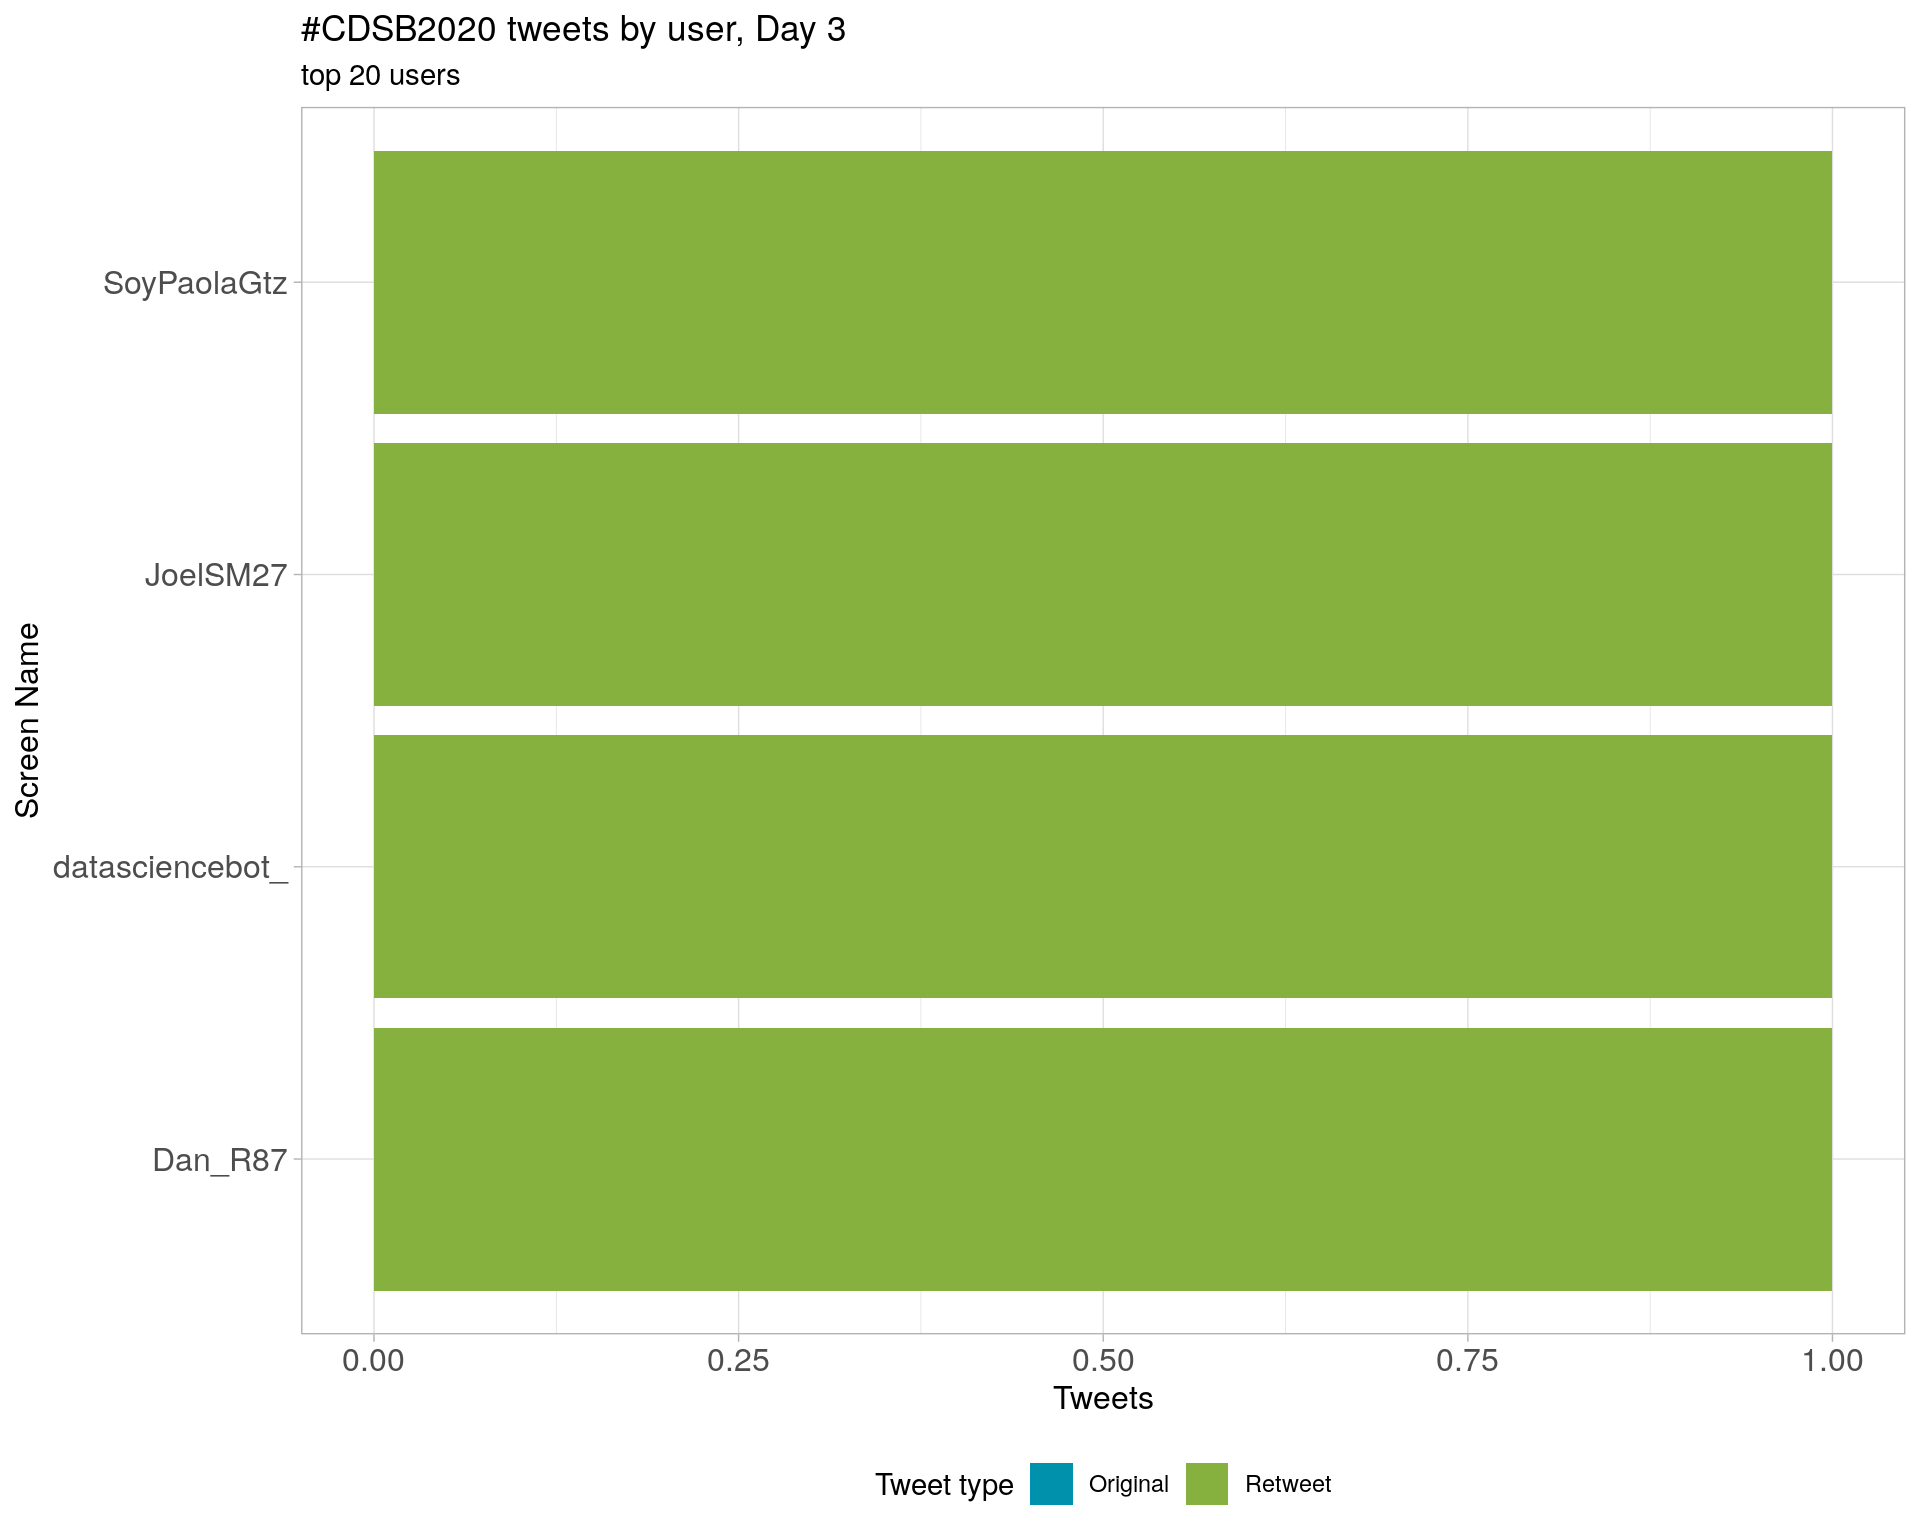 #CDSB2020 tweets by user, Day 3
top 20 users
Screen Name
SoyPaolaGtz
JoelSM27
datasciencebot_
Dan_R87
0.00 0.25 0.50 0.75 1.00
Tweets
Tweet type Original Retweet